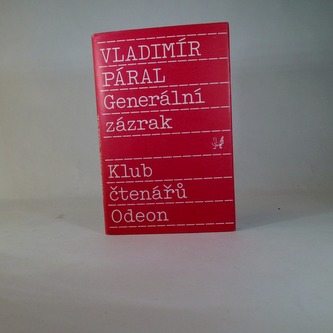 VLADIMÍR
PÁRAL
Generální
zázrak
Klub
čtenářů
Odeon